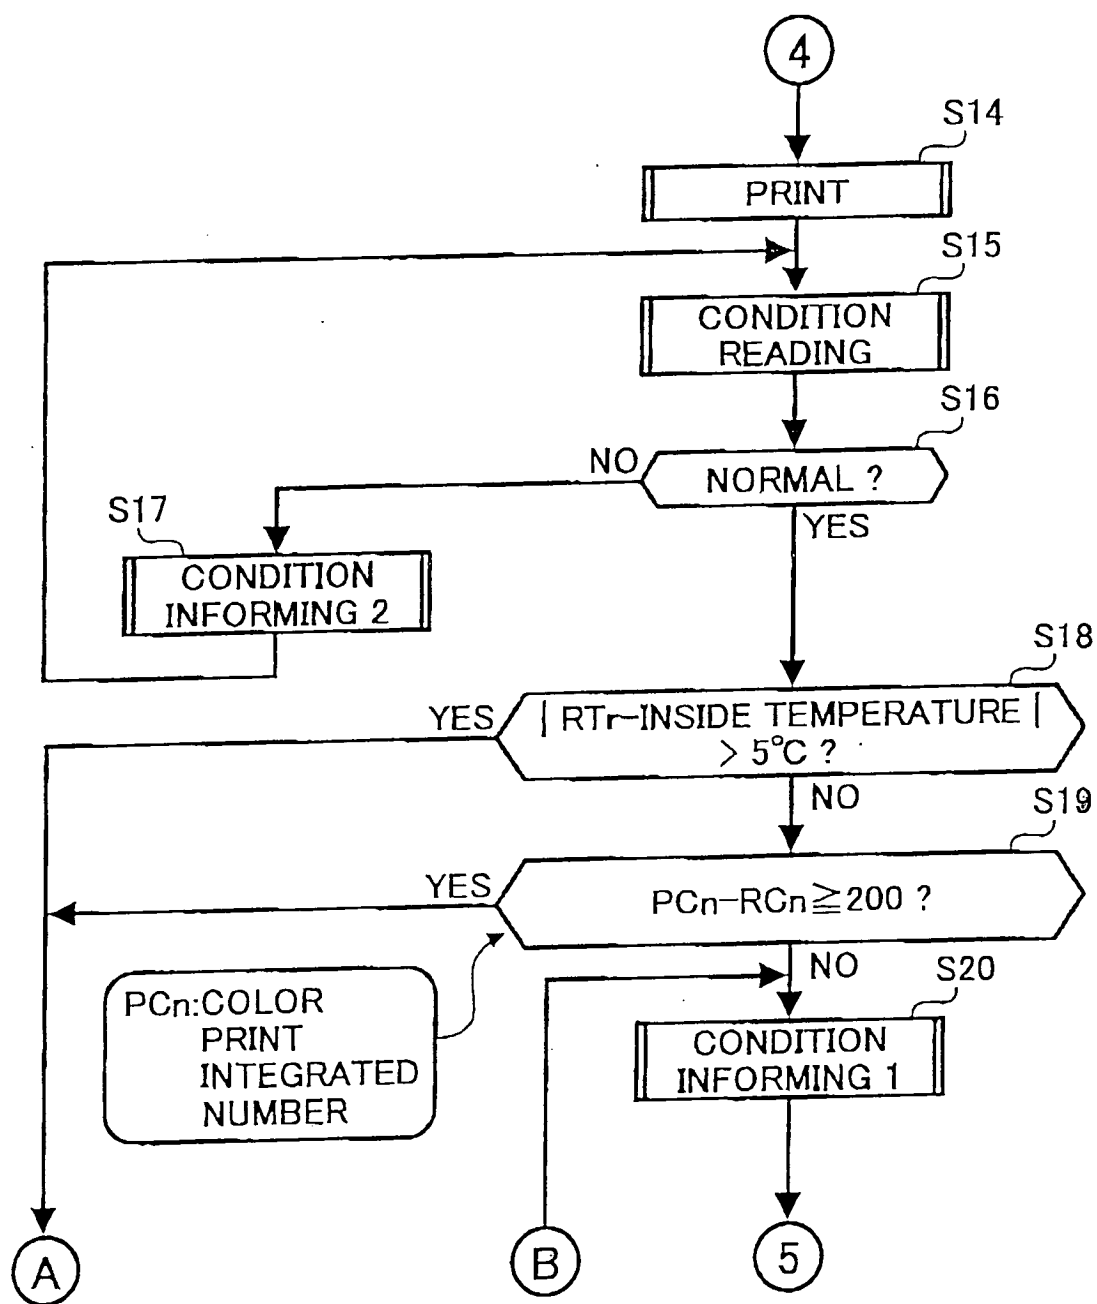 4
S14
PRINT
S15
CONDITION
READING
S16
NO
NORMAL ?
YES
S17
CONDITION
INFORMING 2
S18
YES
| RTr-INSIDE TEMPERATURE |
> 5°C ?
NO
S19
YES
PCn-RCn≧200 ?
NO
S20
PCn:COLOR
PRINT
INTEGRATED
NUMBER
CONDITION
INFORMING 1
A
B
5